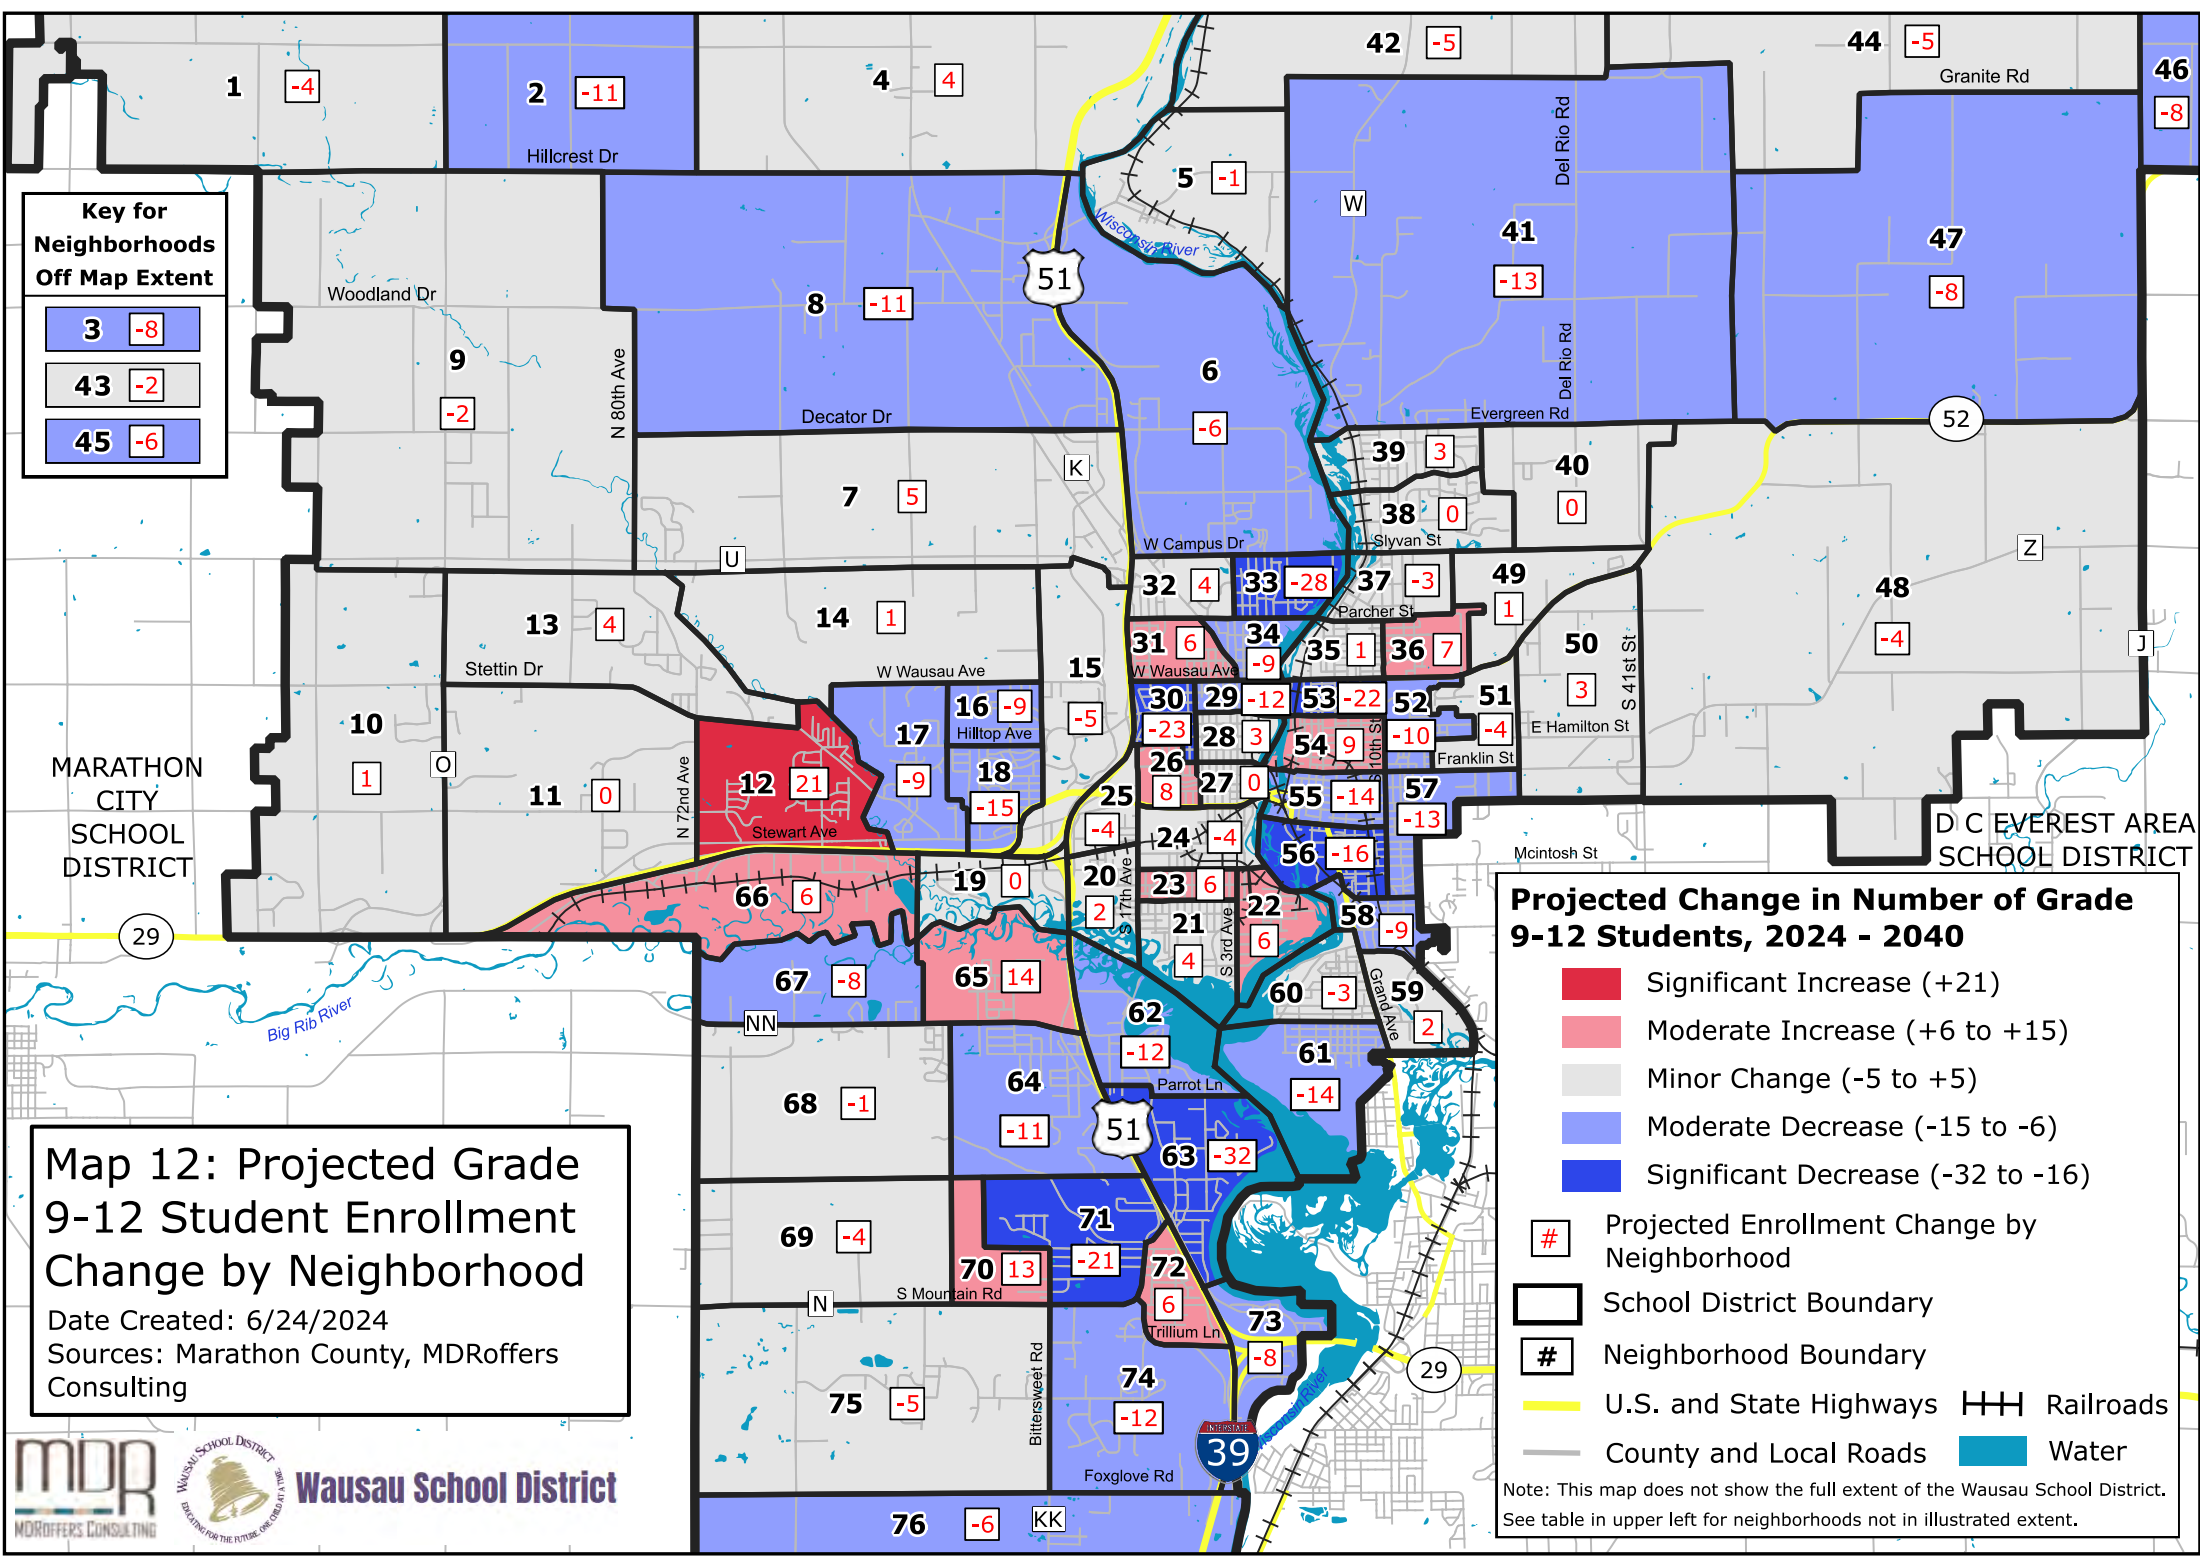 42 -5
44 -5
Granite Rd
46
-8
1 -4
2 -11
4 4
Hillcrest Dr
Del Rio Rd
5 -1
W
Wisconsin River
Key for
Neighborhoods
Off Map Extent
3 -8
43 -2
45 -6
41
-13
47
-8
51
Woodland Dr
8 -11
9
-2
N 80th Ave
6
-6
Del Rio Rd
Decator Dr
Evergreen Rd
52
K
39 3
40
0
7 5
38 0
Slyvan St
W Campus Dr
U
Z
32 4
33 -28
37 -3
49
1
48
-4
Parcher St
13 4
14 1
31 6
34
-9
35 1
36 7
50
3
S 41st St
J
Stettin Dr
W Wausau Ave
W Wausau Ave
15
-5
10
1
16 -9
Hilltop Ave
30
-23
29 -12
53 -22
52
-10
51
-4
E Hamilton St
17
-9
28 3
54 9
S 10th St
Franklin St
MARATHON
CITY
SCHOOL
DISTRICT
O
11 0
N 72nd Ave
12 21
Stewart Ave
18
-15
26
8
27 0
55 -14
57
-13
25
-4
24 -4
56 -16
Mcintosh St
D C EVEREST AREA
SCHOOL DISTRICT
66 6
19 0
20
2
S 17th Ave
23 6
22
6
21
4
S 3rd Ave
58
-9
29
67 -8
65 14
60 -3
59
2
Grand Ave
Big Rib River
NN
62
-12
61
-14
64
-11
Parrot Ln
68 -1
51
63 -32
69 -4
71
-21
70 13
72
6
S Mountain Rd
N
Trillium Ln
73
-8
75 -5
Bittersweet Rd
74
-12
29
Wisconsin River
INTERSTATE
39
Foxglove Rd
76 -6
KK
Projected Change in Number of Grade
9-12 Students, 2024 - 2040
Significant Increase (+21)
Moderate Increase (+6 to +15)
Minor Change (-5 to +5)
Moderate Decrease (-15 to -6)
Significant Decrease (-32 to -16)
# Projected Enrollment Change by
Neighborhood
School District Boundary
# Neighborhood Boundary
U.S. and State Highways Railroads
County and Local Roads Water
Note: This map does not show the full extent of the Wausau School District.
See table in upper left for neighborhoods not in illustrated extent.
Map 12: Projected Grade
9-12 Student Enrollment
Change by Neighborhood
Date Created: 6/24/2024
Sources: Marathon County, MDRoffers
Consulting
MDR
MDROFFERS CONSULTING
WAUSAU SCHOOL DISTRICT
EDUCATING FOR THE FUTURE, ONE CHILD AT A TIME
Wausau School District